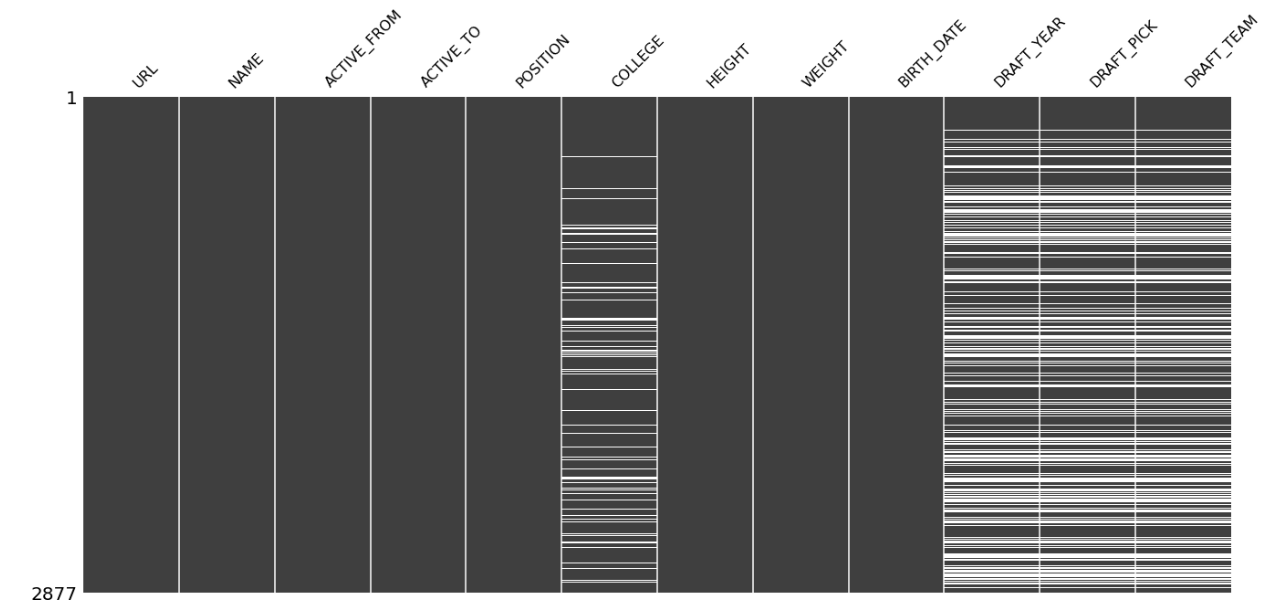 URL
NAME
ACTIVE_FROM
ACTIVE_TO
POSITION
COLLEGE
HEIGHT
WEIGHT
BIRTH_DATE
DRAFT_YEAR
DRAFT_PICK
DRAFT_TEAM
1
2877